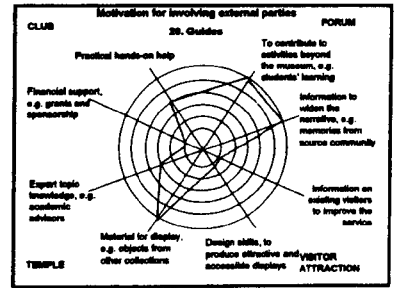 Motivation for involving external parties
CLUB
FORUM
28. Guides
Practical hands-on help
To contribute to
activities beyond
the museum, e.g.
students' learning
Financial support,
e.g. grants and
sponsorship
Information to
widen the
narrative, e.g.
memories from
source community
Expert topic
knowledge, e.g.
academic
advisors
Information on
existing visitors
to improve the
service
Material for display,
e.g. objects from
other collections
Design skills, to
produce attractive and
accessible displays
TEMPLE
VISITOR
ATTRACTION